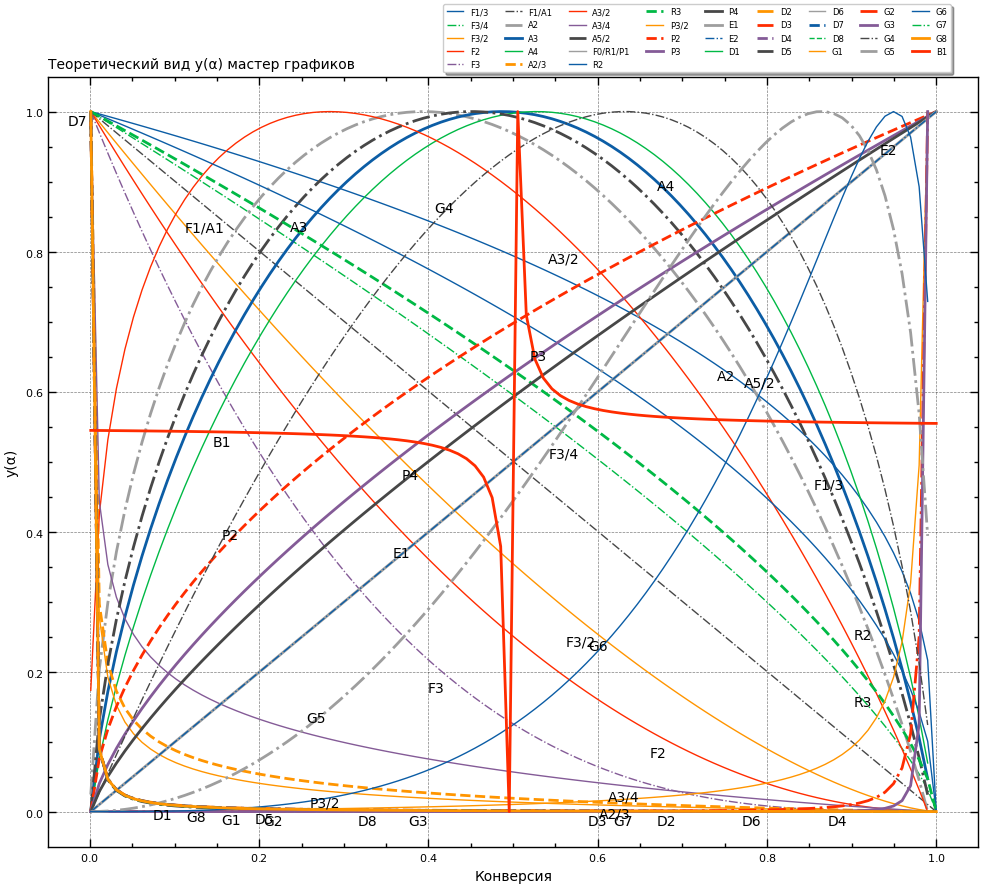 F1/3 F1/A1 A3/2 R3 P4 D2 D6 G2 G6
F3/4 A2 A3/4 P3/2 E1 D3 D7 G3 G7
F3/2 A3 A5/2 P2 E2 D4 D8 G4 G8
F2 A4 F0/R1/P1 P3 D1 D5 G1 G5 B1
F3 A2/3 R2
Теоретический вид y(α) мастер графиков
1.0
D7
E2
A4
G4
F1/A1
A3
0.8
A3/2
P3
A2
A5/2
0.6
B1
F3/4
P4
F1/3
0.4
P2
E1
R2
F3/2
G6
0.2
F3
R3
G5
F2
A3/4
P3/2
0.0
D1
G8
G1
D5
G2
D8
G3
A2/3
D3
G7
D2
D6
D4
y(α)
0.0 0.2 0.4 0.6 0.8 1.0
Конверсия